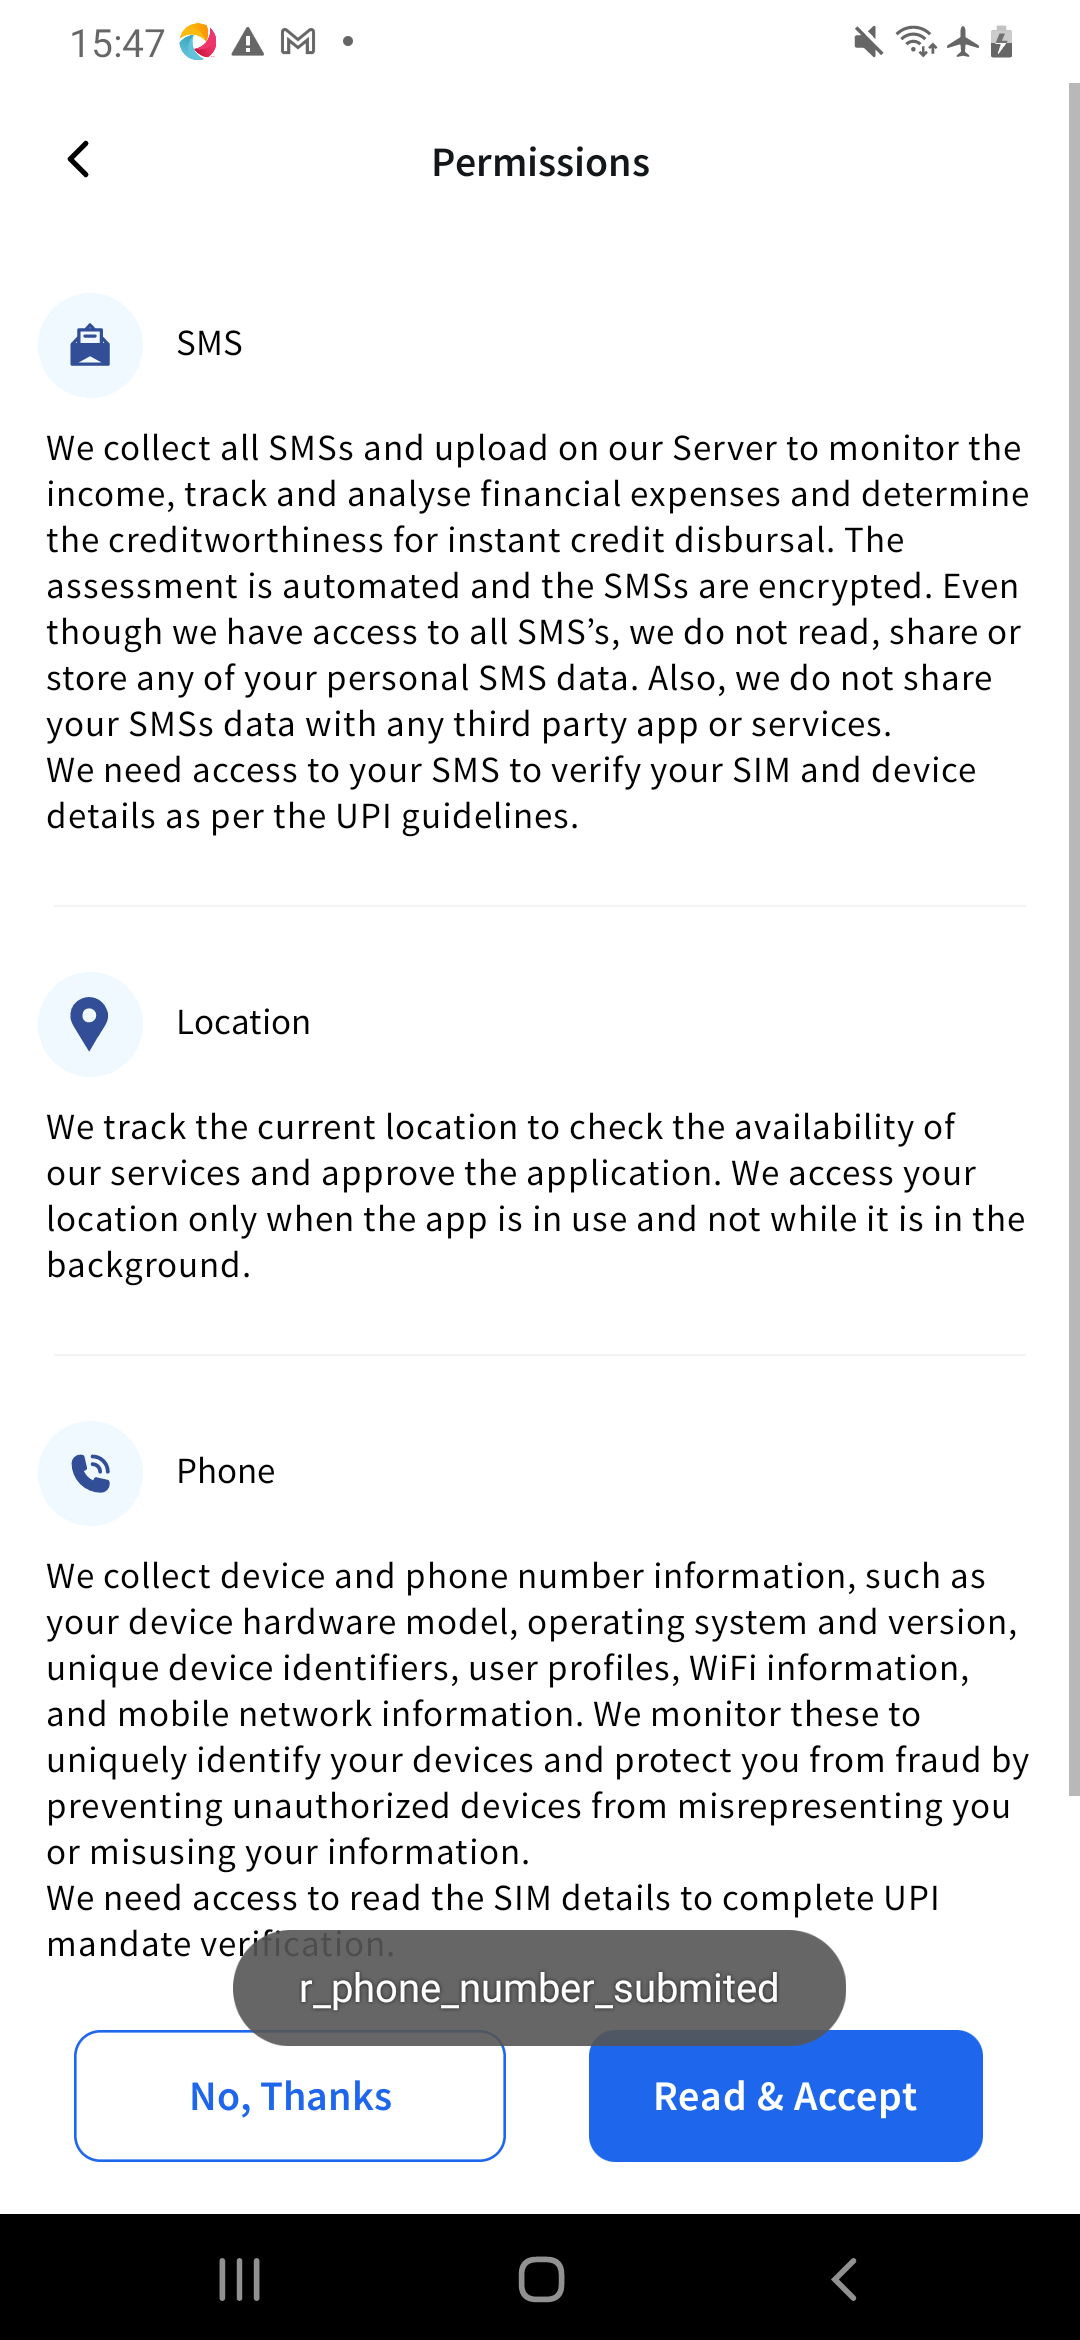 15:47
Permissions
SMS
We collect all SMSs and upload on our Server to monitor the
income, track and analyse financial expenses and determine
the creditworthiness for instant credit disbursal. The
assessment is automated and the SMSs are encrypted. Even
though we have access to all SMS’s, we do not read, share or
store any of your personal SMS data. Also, we do not share
your SMSs data with any third party app or services.
We need access to your SMS to verify your SIM and device
details as per the UPI guidelines.
Location
We track the current location to check the availability of
our services and approve the application. We access your
location only when the app is in use and not while it is in the
background.
Phone
We collect device and phone number information, such as
your device hardware model, operating system and version,
unique device identifiers, user profiles, WiFi information,
and mobile network information. We monitor these to
uniquely identify your devices and protect you from fraud by
preventing unauthorized devices from misrepresenting you
or misusing your information.
We need access to read the SIM details to complete UPI
mandate verification.
r_phone_number_submited
No, Thanks
Read & Accept